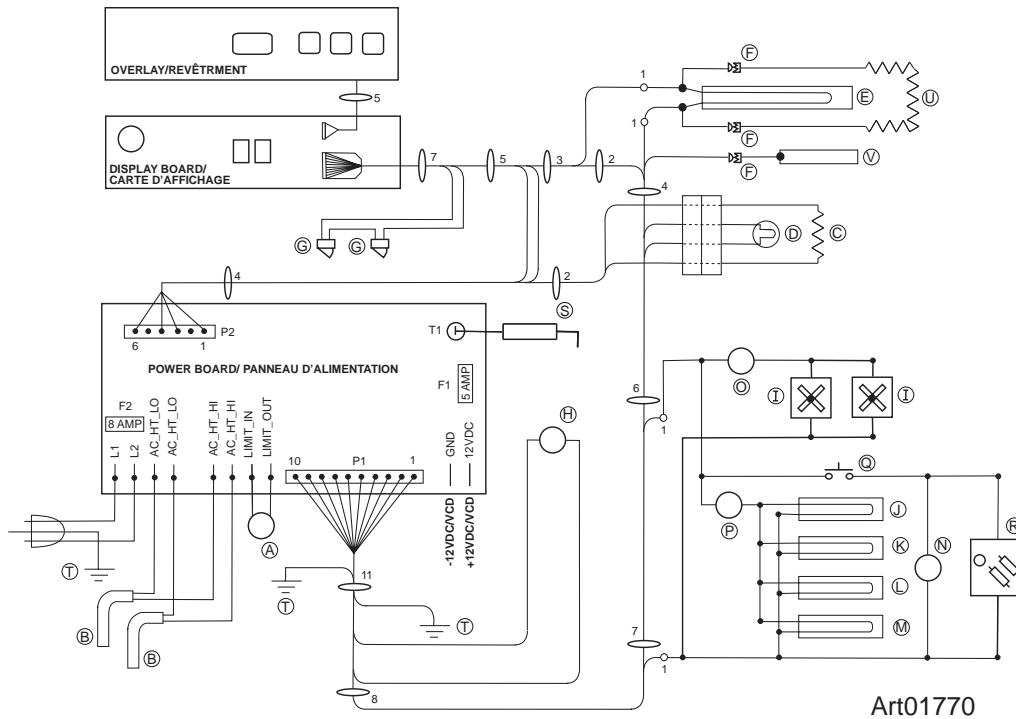 OVERLAY/REVÊTRMENT
5
DISPLAY BOARD/
CARTE D'AFFICHAGE
7
5
3
2
1
1
F
E
U
F
F
V
4
G
G
D
C
4
2
S
6
1
P2
T1
POWER BOARD/ PANNEAU D'ALIMENTATION
F1
5 AMP
F2
8 AMP
L1
L2
AC_HT_LO
AC_HT_LO
AC_HT_HI
AC_HT_HI
LIMIT_IN
LIMIT_OUT
10
P1
1
GND
12VDC
-12VDC/VCD
+12VDC/VCD
A
T
B
B
T
11
T
8
H
6
1
O
I
I
Q
P
J
K
L
M
N
R
7
1
Art01770